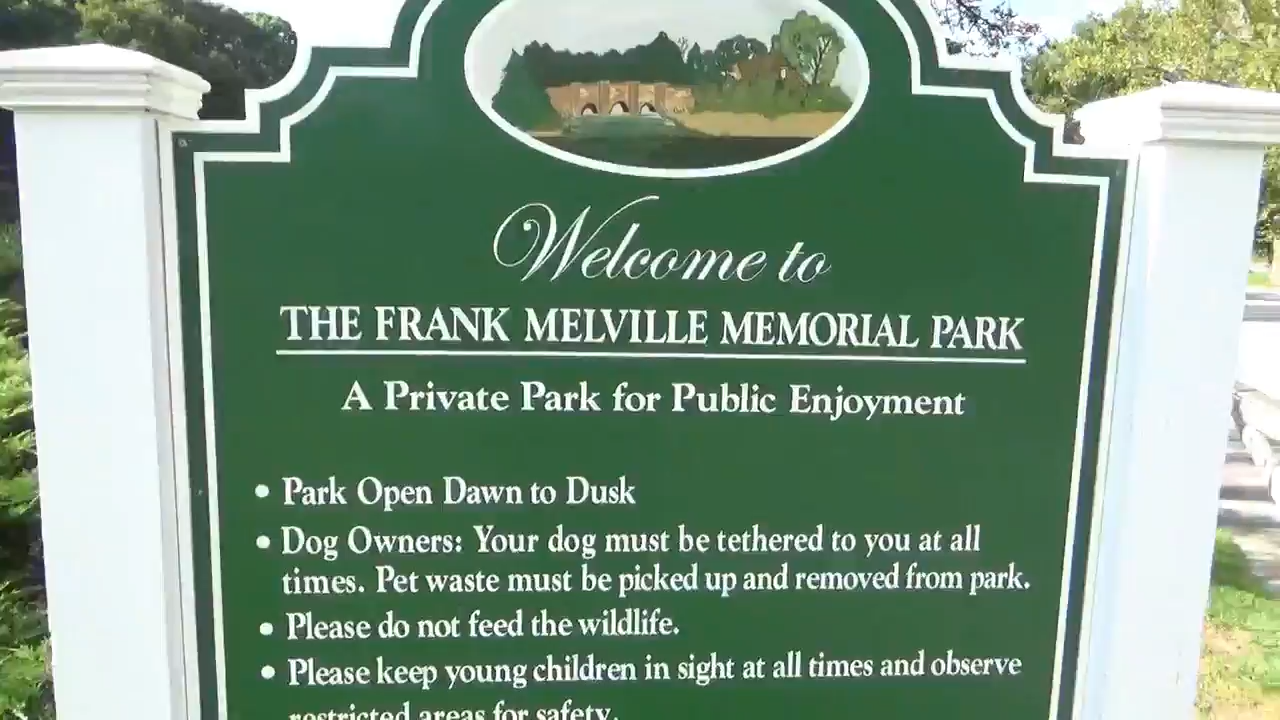 Welcome to
THE FRANK MELVILLE MEMORIAL PARK
A Private Park for Public Enjoyment
• Park Open Dawn to Dusk
• Dog Owners: Your dog must be tethered to you at all
times. Pet waste must be picked up and removed from park.
• Please do not feed the wildlife.
• Please keep young children in sight at all times and observe
restricted areas for safety.